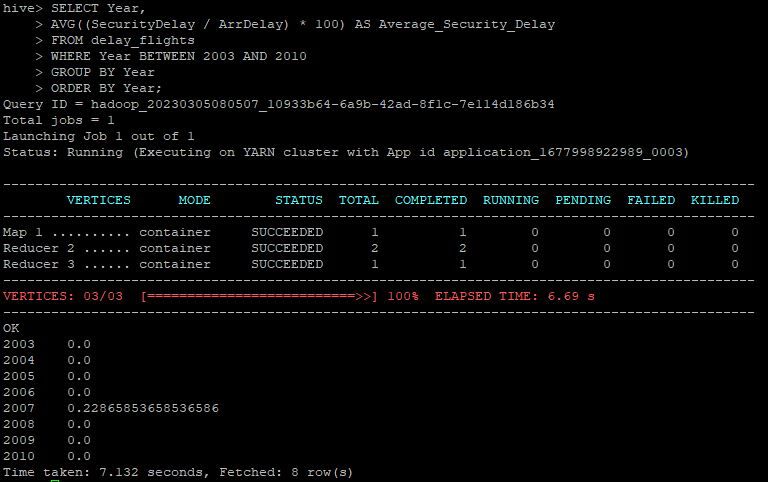 hive> SELECT Year,
    > AVG((SecurityDelay / ArrDelay) * 100) AS Average_Security_Delay
    > FROM delay_flights
    > WHERE Year BETWEEN 2003 AND 2010
    > GROUP BY Year
    > ORDER BY Year;
Query ID = hadoop_20230305080507_10933b64-6a9b-42ad-8f1c-7e114d186b34
Total jobs = 1
Launching Job 1 out of 1
Status: Running (Executing on YARN cluster with App id application_1677998922989_0003)
----------------------------------------------------------------------------------------------
        VERTICES      MODE        STATUS  TOTAL  COMPLETED  RUNNING  PENDING  FAILED  KILLED
----------------------------------------------------------------------------------------------
Map 1 .......... container     SUCCEEDED      1          1        0        0       0       0
Reducer 2 ...... container     SUCCEEDED      2          2        0        0       0       0
Reducer 3 ...... container     SUCCEEDED      1          1        0        0       0       0
----------------------------------------------------------------------------------------------
VERTICES: 03/03  [==========================>>] 100%  ELAPSED TIME: 6.69 s
----------------------------------------------------------------------------------------------
OK
2003    0.0
2004    0.0
2005    0.0
2006    0.0
2007    0.22865853658536586
2008    0.0
2009    0.0
2010    0.0
Time taken: 7.132 seconds, Fetched: 8 row(s)